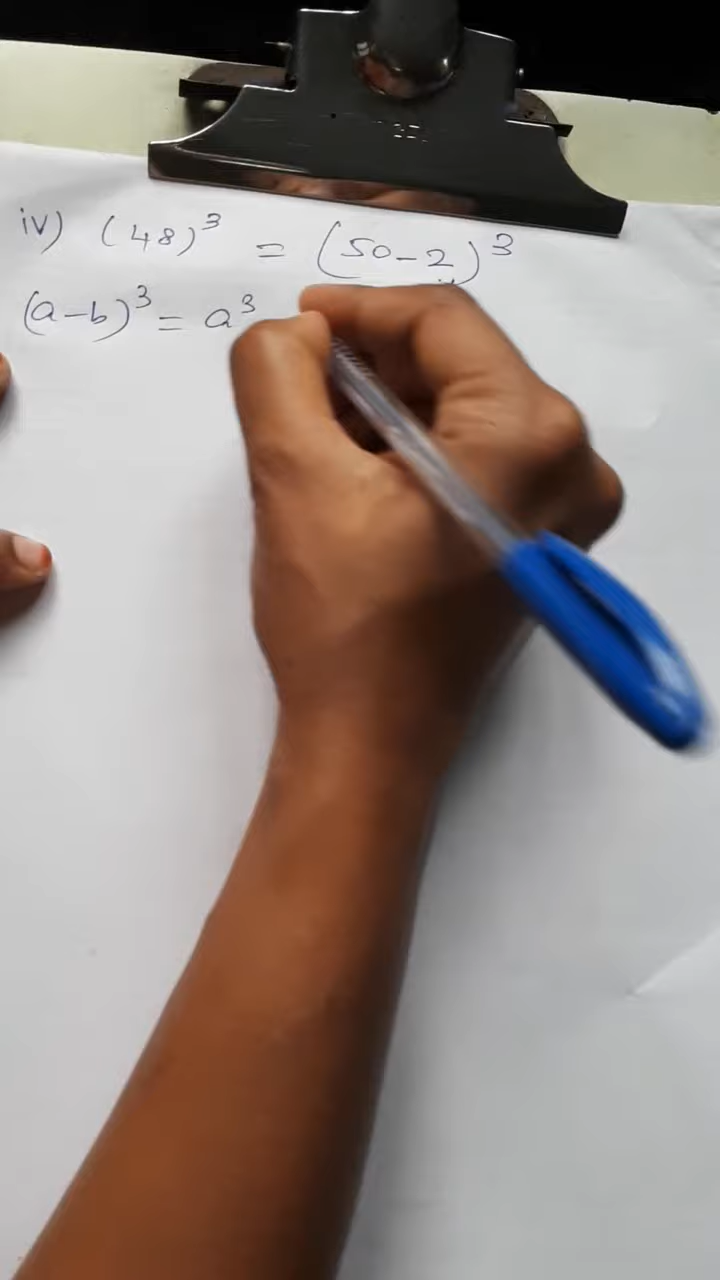 iv) (48)³ = (50-2)³
(a-b)³ = a³